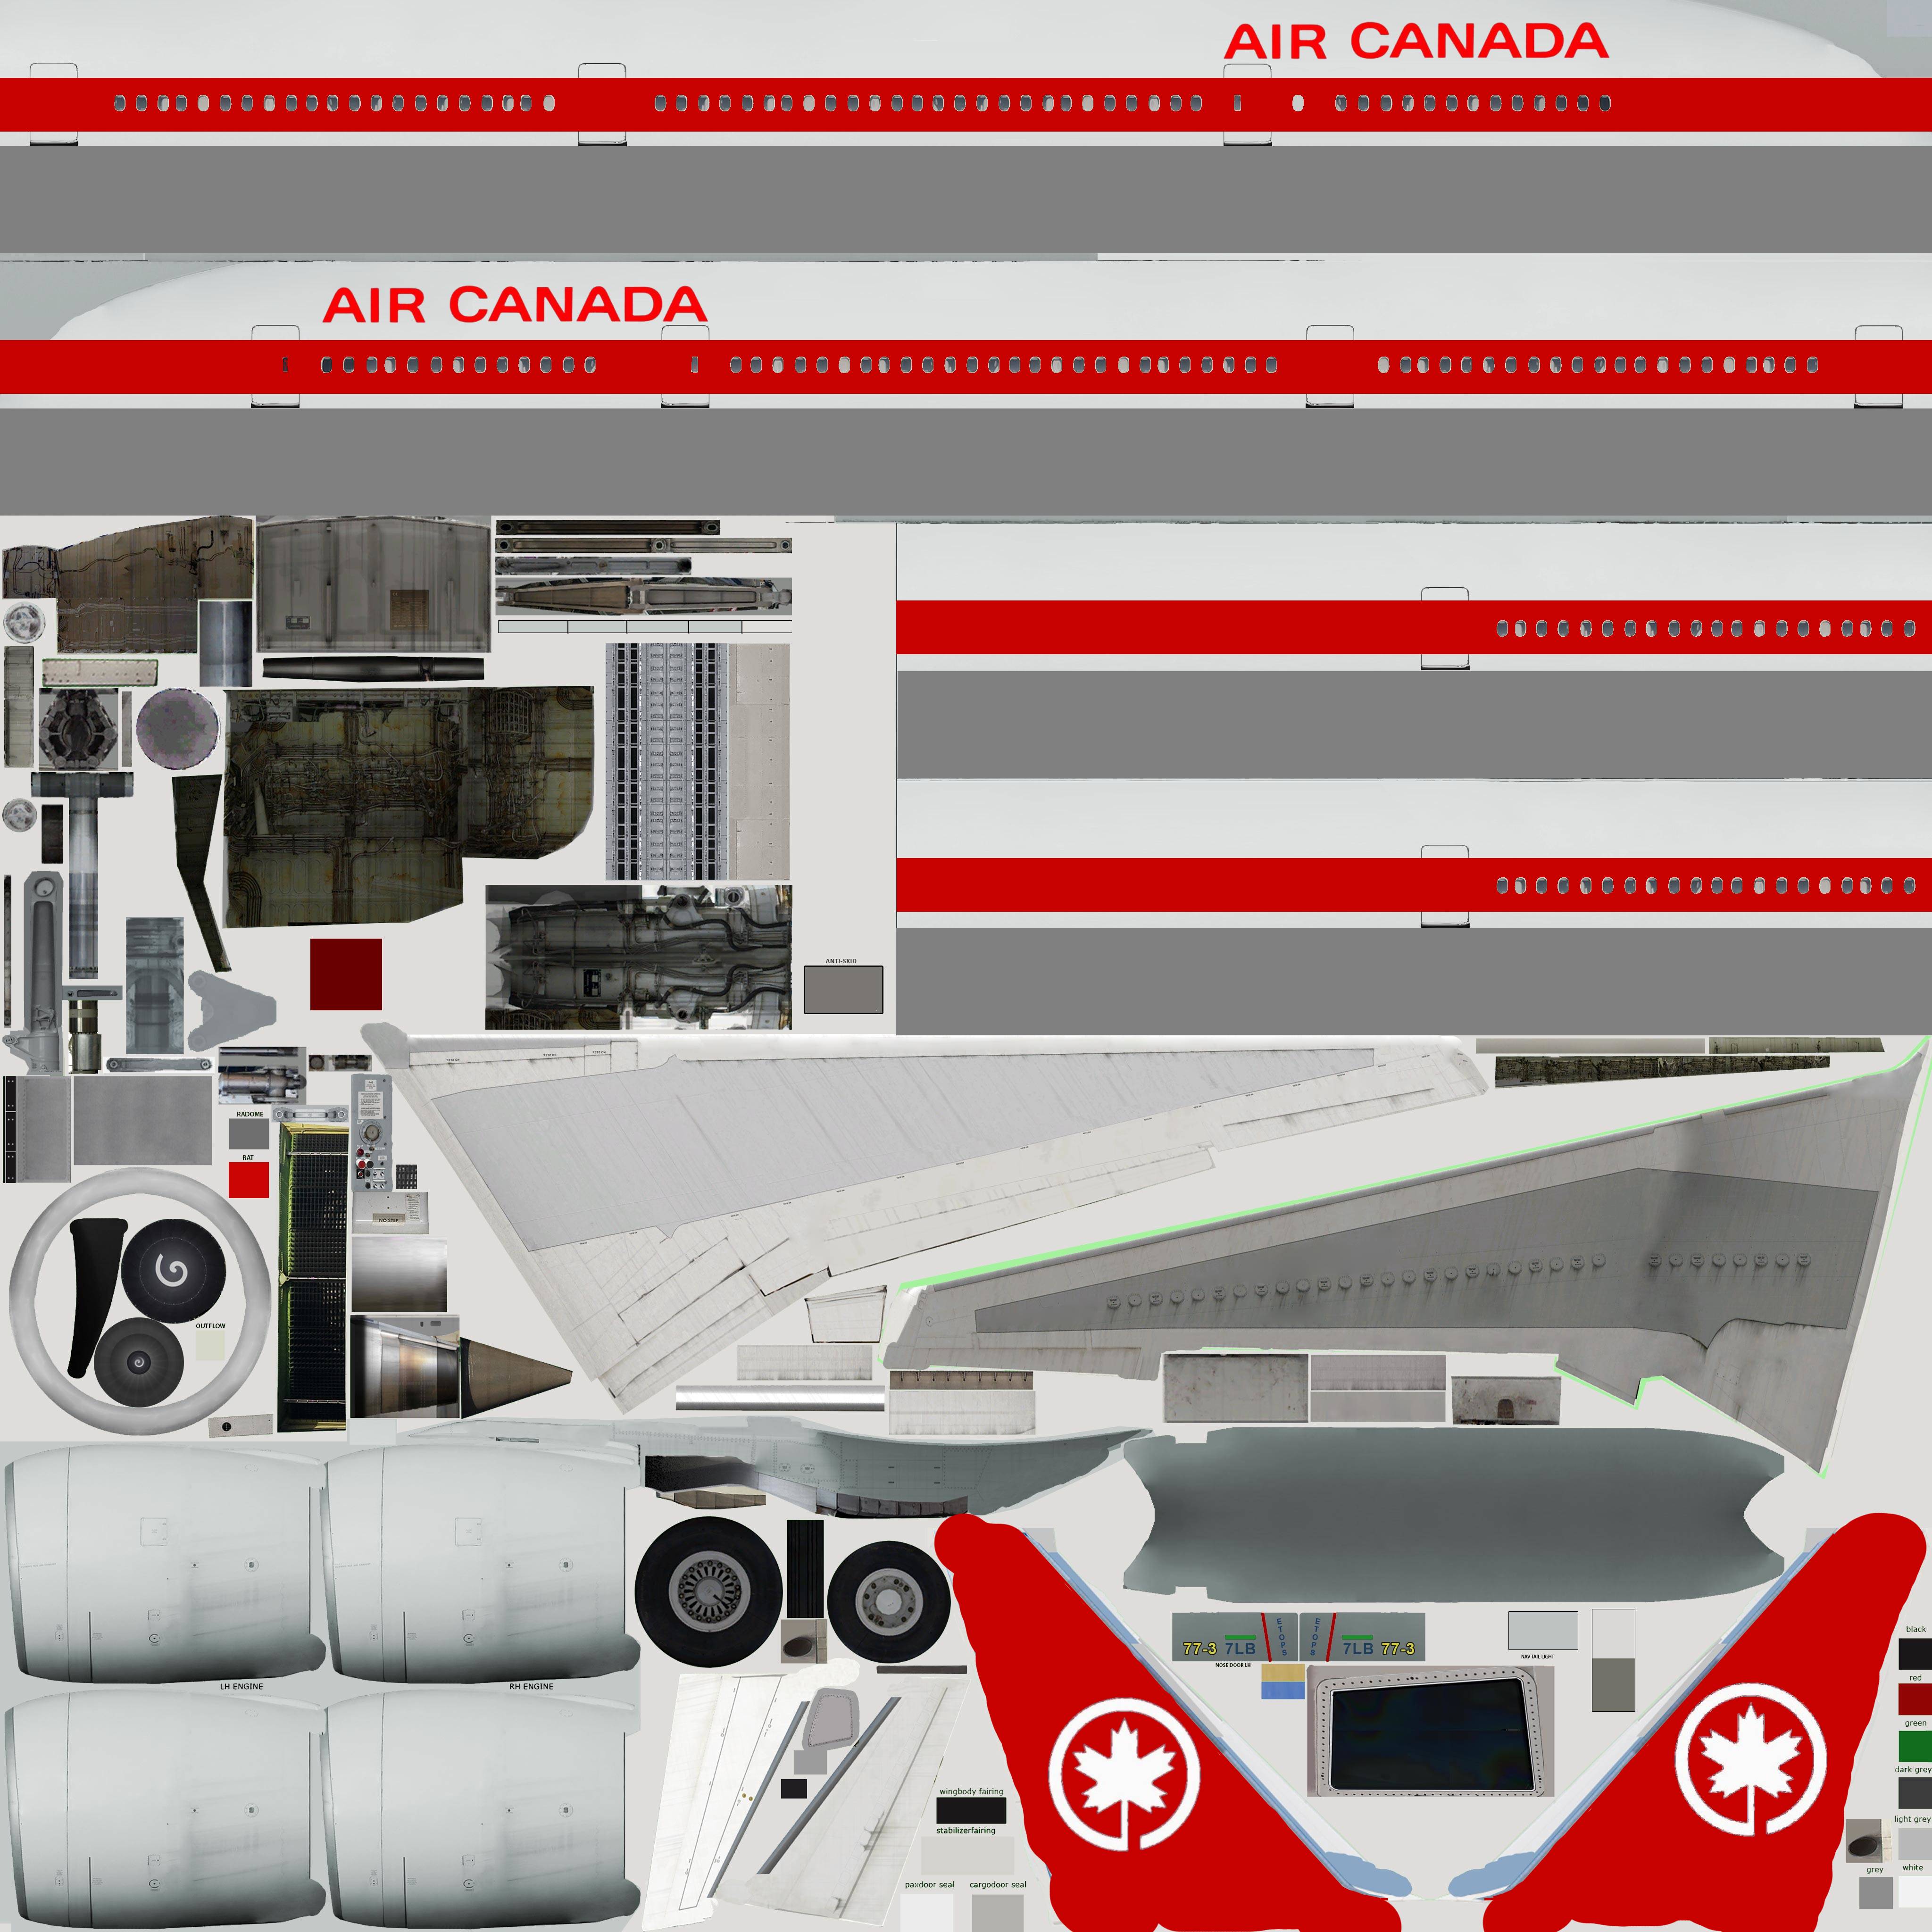 AIR CANADA
AIR CANADA
ANTI-SKID
RADOME
RAT
NO STEP
OUTFLOW
LH ENGINE
RH ENGINE
77-3 7LB ETOPS
ETOPS 7LB 77-3
NOSE DOOR LH
NAV TAIL LIGHT
black
red
green
dark grey
light grey
grey
white
wingbody fairing
stabilizerfairing
paxdoor seal
cargodoor seal